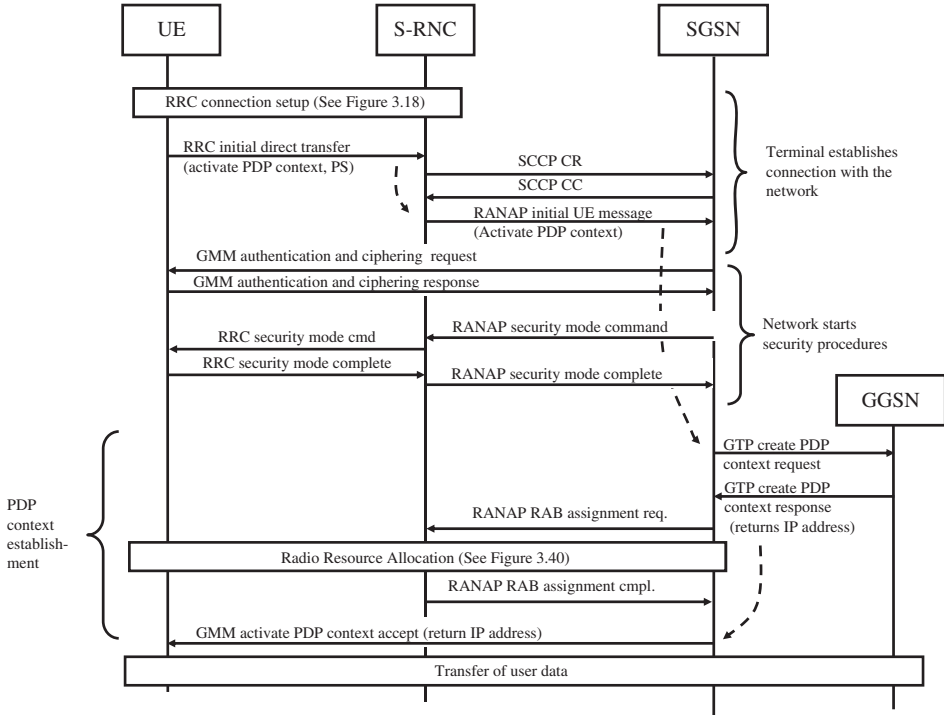 UE
S-RNC
SGSN
RRC connection setup (See Figure 3.18)
RRC initial direct transfer
(activate PDP context, PS)
SCCP CR
SCCP CC
RANAP initial UE message
(Activate PDP context)
Terminal establishes
connection with the
network
GMM authentication and ciphering request
GMM authentication and ciphering response
RANAP security mode command
RRC security mode cmd
RRC security mode complete
RANAP security mode complete
Network starts
security procedures
GGSN
GTP create PDP
context request
GTP create PDP
context response
(returns IP address)
PDP
context
establish-
ment
RANAP RAB assignment req.
Radio Resource Allocation (See Figure 3.40)
RANAP RAB assignment cmpl.
GMM activate PDP context accept (return IP address)
Transfer of user data